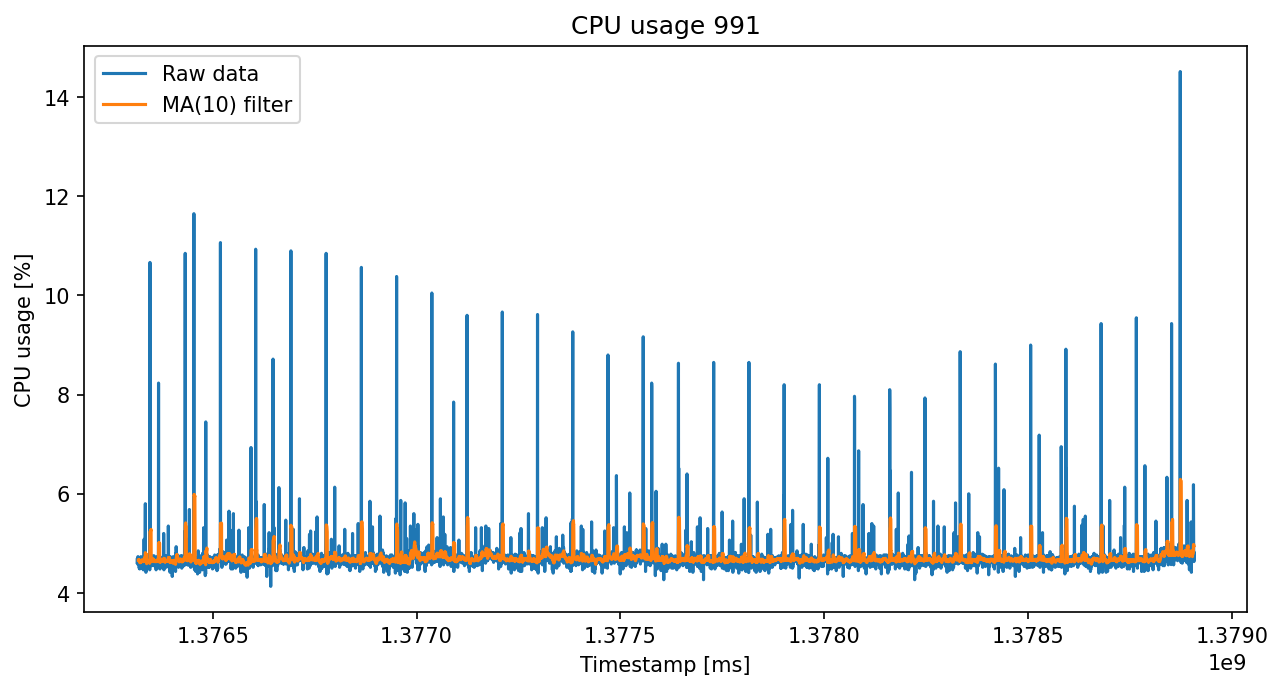 CPU usage 991
Raw data
MA(10) filter
CPU usage [%]
14
12
10
8
6
4
1.3765 1.3770 1.3775 1.3780 1.3785 1.3790
1e9
Timestamp [ms]